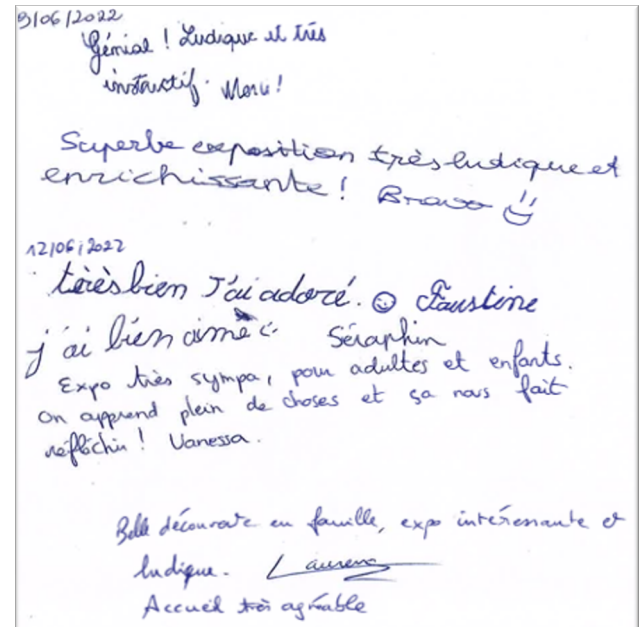 9/06/2022
Génial ! Ludique et très
instructif. Merci !
Superbe exposition très ludique et
enrichissante ! Bravo
12/06/2022
très bien J'ai adoré. Faustine
j'ai bien aimé Séraphin
Expo très sympa, pour adultes et enfants.
On apprend plein de choses et ça nous fait
réfléchir ! Vanessa.
Belle découverte en famille, expo intéressante et
ludique.
Accueil très agréable